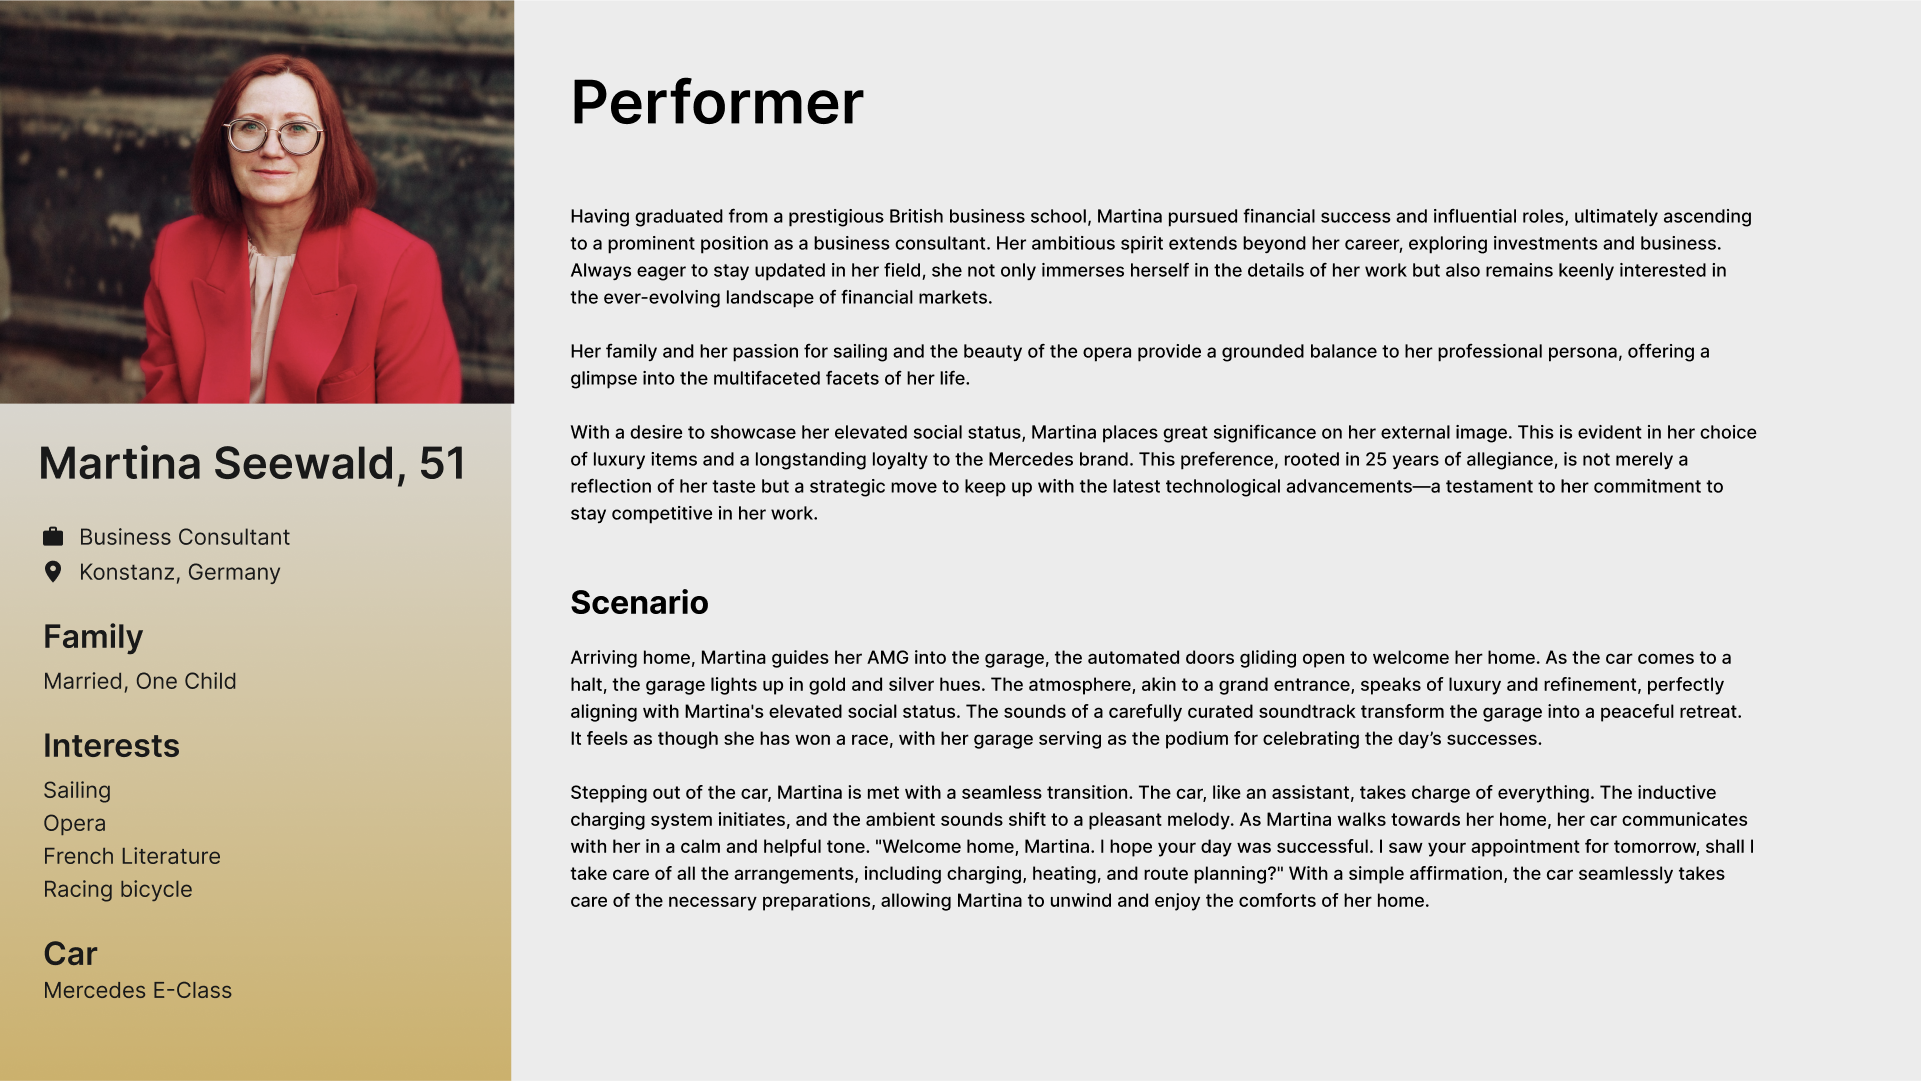 Performer
Having graduated from a prestigious British business school, Martina pursued financial success and influential roles, ultimately ascending
to a prominent position as a business consultant. Her ambitious spirit extends beyond her career, exploring investments and business.
Always eager to stay updated in her field, she not only immerses herself in the details of her work but also remains keenly interested in
the ever-evolving landscape of financial markets.
Her family and her passion for sailing and the beauty of the opera provide a grounded balance to her professional persona, offering a
glimpse into the multifaceted facets of her life.
With a desire to showcase her elevated social status, Martina places great significance on her external image. This is evident in her choice
of luxury items and a longstanding loyalty to the Mercedes brand. This preference, rooted in 25 years of allegiance, is not merely a
reflection of her taste but a strategic move to keep up with the latest technological advancements—a testament to her commitment to
stay competitive in her work.
Scenario
Arriving home, Martina guides her AMG into the garage, the automated doors gliding open to welcome her home. As the car comes to a
halt, the garage lights up in gold and silver hues. The atmosphere, akin to a grand entrance, speaks of luxury and refinement, perfectly
aligning with Martina's elevated social status. The sounds of a carefully curated soundtrack transform the garage into a peaceful retreat.
It feels as though she has won a race, with her garage serving as the podium for celebrating the day’s successes.
Stepping out of the car, Martina is met with a seamless transition. The car, like an assistant, takes charge of everything. The inductive
charging system initiates, and the ambient sounds shift to a pleasant melody. As Martina walks towards her home, her car communicates
with her in a calm and helpful tone. "Welcome home, Martina. I hope your day was successful. I saw your appointment for tomorrow, shall I
take care of all the arrangements, including charging, heating, and route planning?" With a simple affirmation, the car seamlessly takes
care of the necessary preparations, allowing Martina to unwind and enjoy the comforts of her home.
Martina Seewald, 51
Business Consultant
Konstanz, Germany
Family
Married, One Child
Interests
Sailing
Opera
French Literature
Racing bicycle
Car
Mercedes E-Class